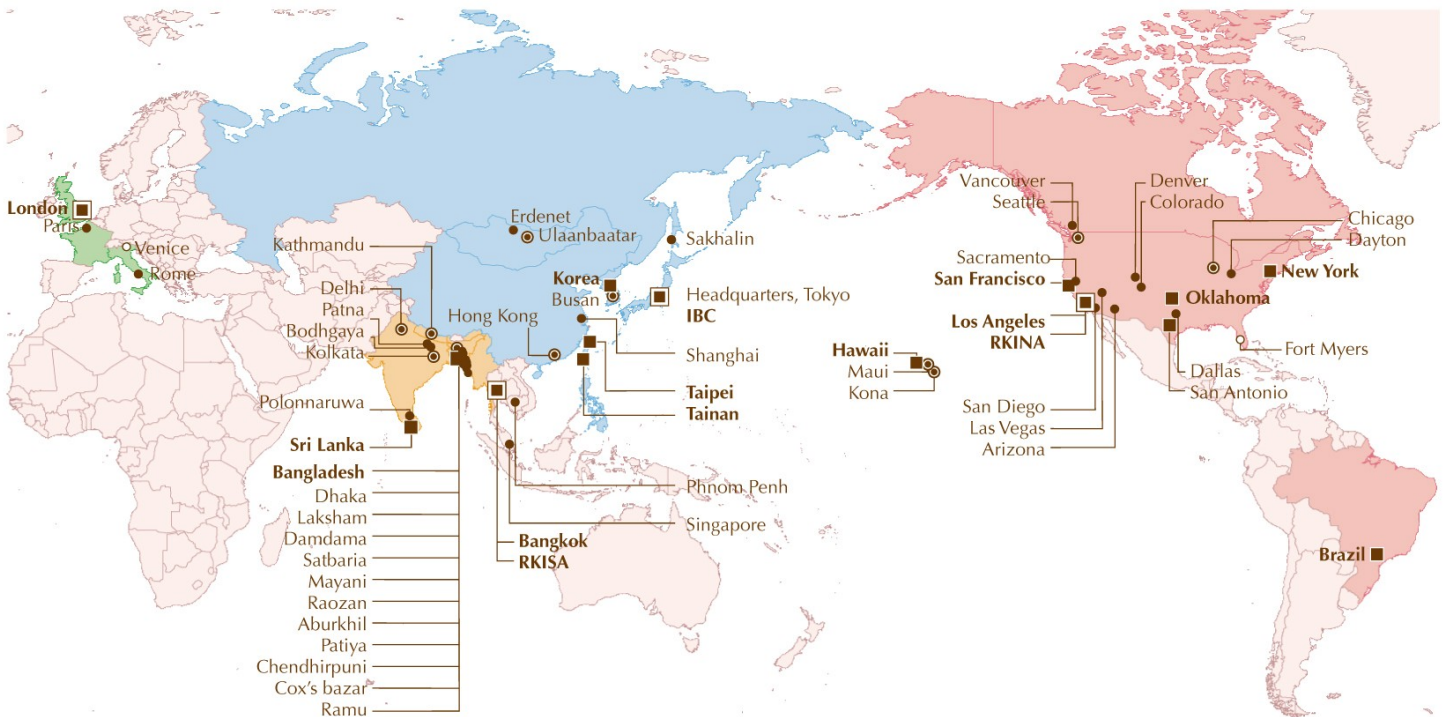 London
Paris
Venice
Rome
Kathmandu
Delhi
Patna
Bodhgaya
Kolkata
Polonnaruwa
Sri Lanka
Bangladesh
Dhaka
Laksham
Damdama
Satbaria
Mayani
Raozan
Aburkhil
Patiya
Chendhirpuni
Cox's bazar
Ramu
Erdenet
Ulaanbaatar
Sakhalin
Korea
Busan
Headquarters, Tokyo
IBC
Hong Kong
Shanghai
Taipei
Tainan
Phnom Penh
Singapore
Bangkok
RKISA
Hawaii
Maui
Kona
Vancouver
Seattle
Sacramento
San Francisco
Los Angeles
RKINA
San Diego
Las Vegas
Arizona
Denver
Colorado
Chicago
Dayton
New York
Oklahoma
Fort Myers
Dallas
San Antonio
Brazil